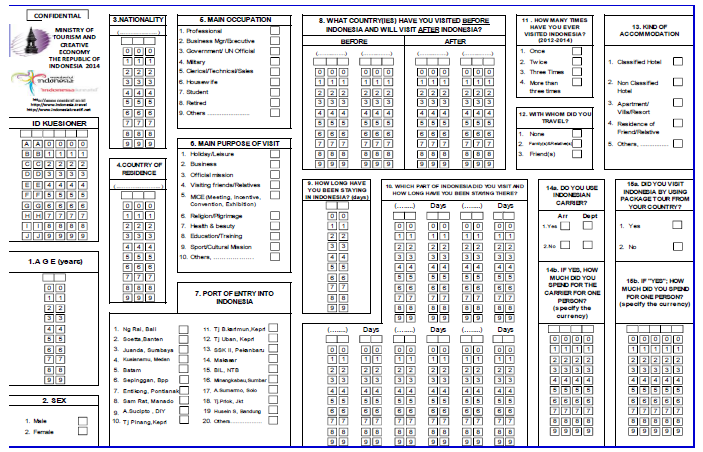 CONFIDENTIAL
MINISTRY OF
TOURISM AND
CREATIVE
ECONOMY
THE REPUBLIC OF
INDONESIA 2014
indonesia
http://www.indonesia.travel
ID KUESIONER
A A 0 0 0 0 0 0
B B 1 1 1 1 1 1
C C 2 2 2 2 2 2
D D 3 3 3 3 3 3
E E 4 4 4 4 4 4
F F 5 5 5 5 5 5
G G 6 6 6 6 6 6
H H 7 7 7 7 7 7
I I 8 8 8 8 8 8
J J 9 9 9 9 9 9
1.A G E (years)
0 0
1 1
2 2
3 3
4 4
5 5
6 6
7 7
8 8
9 9
2. SEX
1. Male
2. Female
3.NATIONALITY
(....................)
0 0 0
1 1 1
2 2 2
3 3 3
4 4 4
5 5 5
6 6 6
7 7 7
8 8 8
9 9 9
4.COUNTRY OF
RESIDENCE
(....................)
0 0 0
1 1 1
2 2 2
3 3 3
4 4 4
5 5 5
6 6 6
7 7 7
8 8 8
9 9 9
5. MAIN OCCUPATION
1. Professional
2. Business Mgr/Executive
3. Government/ UN Official
4. Military
5. Clerical/Technical/Sales
6. Housewife
7. Student
8. Retired
9. Others ...................
6. MAIN PURPOSE OF VISIT
1. Holiday/Leisure
2. Business
3. Official mission
4. Visiting friends/Relatives
5. MICE (Meeting, Incentive,
Convention, Exhibition)
6. Religion/Pilgrimage
7. Health & beauty
8. Education/Training
9. Sport/Cultural Mission
10. Others, ...................
7. PORT OF ENTRY INTO
INDONESIA
1. Ng Rai, Bali
2. Soetta,Banten
3. Juanda, Surabaya
4. Kualanamu, Medan
5. Batam
6. Sepinggan, Bpp
7. Entikong, Pontianak
8. Sam Rat, Manado
9. A.Sucipto , DIY
10. Tj Pinang,Kepri
12. Tj Uban, Kepri
13. SSK II, Pekanbaru
14. Makasar
15. BIL, NTB
16. Minangkabau,Sumbar
17. A.Sumarmo, Solo
18. Tj.Priok, Jkt
19 Husein S, Bandung
20. Others............
8. WHAT COUNTRY(IES) HAVE YOU VISITED BEFORE
INDONESIA AND WILL VISIT AFTER INDONESIA?
BEFORE AFTER
(..............) (..............) (..............) (..............)
0 0 0 0 0 0 0 0 0 0 0 0
1 1 1 1 1 1 1 1 1 1 1 1
2 2 2 2 2 2 2 2 2 2 2 2
3 3 3 3 3 3 3 3 3 3 3 3
4 4 4 4 4 4 4 4 4 4 4 4
5 5 5 5 5 5 5 5 5 5 5 5
6 6 6 6 6 6 6 6 6 6 6 6
7 7 7 7 7 7 7 7 7 7 7 7
8 8 8 8 8 8 8 8 8 8 8 8
9 9 9 9 9 9 9 9 9 9 9 9
9. HOW LONG HAVE
YOU BEEN STAYING
IN INDONESIA? (days)
0 0
1 1
2 2
3 3
4 4
5 5
6 6
7 7
8 8
9 9
10. WHICH PART OF INDONESIA DID YOU VISIT AND
HOW LONG HAVE YOU BEEN STAYING THERE?
(........) Days (........) Days
0 0 0 0 0 0 0 0
1 1 1 1 1 1 1 1
2 2 2 2 2 2 2 2
3 3 3 3 3 3 3 3
4 4 4 4 4 4 4 4
5 5 5 5 5 5 5 5
6 6 6 6 6 6 6 6
7 7 7 7 7 7 7 7
8 8 8 8 8 8 8 8
9 9 9 9 9 9 9 9
(........) Days (........) Days (........) Days
0 0 0 0 0 0 0 0 0 0 0 0
1 1 1 1 1 1 1 1 1 1 1 1
2 2 2 2 2 2 2 2 2 2 2 2
3 3 3 3 3 3 3 3 3 3 3 3
4 4 4 4 4 4 4 4 4 4 4 4
5 5 5 5 5 5 5 5 5 5 5 5
6 6 6 6 6 6 6 6 6 6 6 6
7 7 7 7 7 7 7 7 7 7 7 7
8 8 8 8 8 8 8 8 8 8 8 8
9 9 9 9 9 9 9 9 9 9 9 9
11 . HOW MANY TIMES
HAVE YOU EVER
VISITED INDONESIA?
(2012-2014)
1. Once
2. Twice
3. Three Times
4. More than
three times
12. WITH WHOM DID YOU
TRAVEL?
1. None
2. Family(s)&Relative(s)
3. Friend(s)
13. KIND OF
ACCOMMODATION
1. Classified Hotel
2. Non Classified
Hotel
3. Apartment/
Villa/Resort
4. Residence of
Friend/Relative
5. Others, ............
14a. DO YOU USE
INDONESIAN
CARRIER?
Arr Dept
1.Yes
2.No
14b. IF YES, HOW
MUCH DID YOU
SPEND FOR THE
CARRIER FOR ONE
PERSON?
(specify the
currency)
0 0 0 0
1 1 1 1
2 2 2 2
3 3 3 3
4 4 4 4
5 5 5 5
6 6 6 6
7 7 7 7
8 8 8 8
9 9 9 9
15a. DID YOU VISIT
INDONESIA BY USING
PACKAGE TOUR FROM
YOUR COUNTRY?
1. Yes
2. No
15b. IF "YES"; HOW
MUCH DID YOU SPEND
FOR ONE PERSON?
(specify the currency)
0 0 0 0
1 1 1 1
2 2 2 2
3 3 3 3
4 4 4 4
5 5 5 5
6 6 6 6
7 7 7 7
8 8 8 8
9 9 9 9